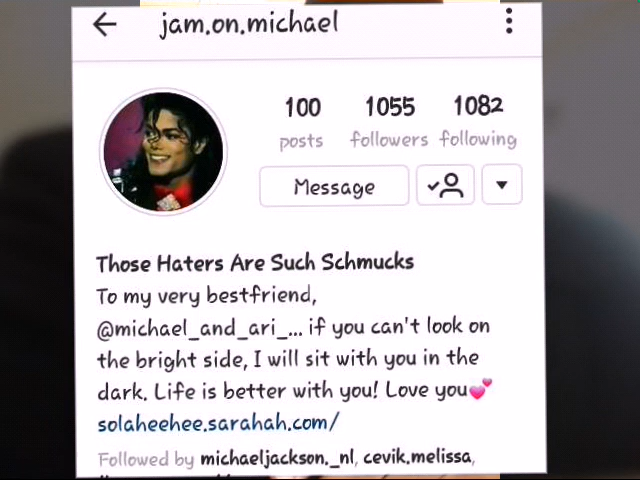 jam.on.michael
100 1055 1082
posts followers following
Message
Those Haters Are Such Schmucks
To my very bestfriend,
@michael_and_ari_... if you can't look on
the bright side, I will sit with you in the
dark. Life is better with you! Love you💕
solaheehee.sarahah.com/
Followed by michaeljackson._nl, cevik.melissa,